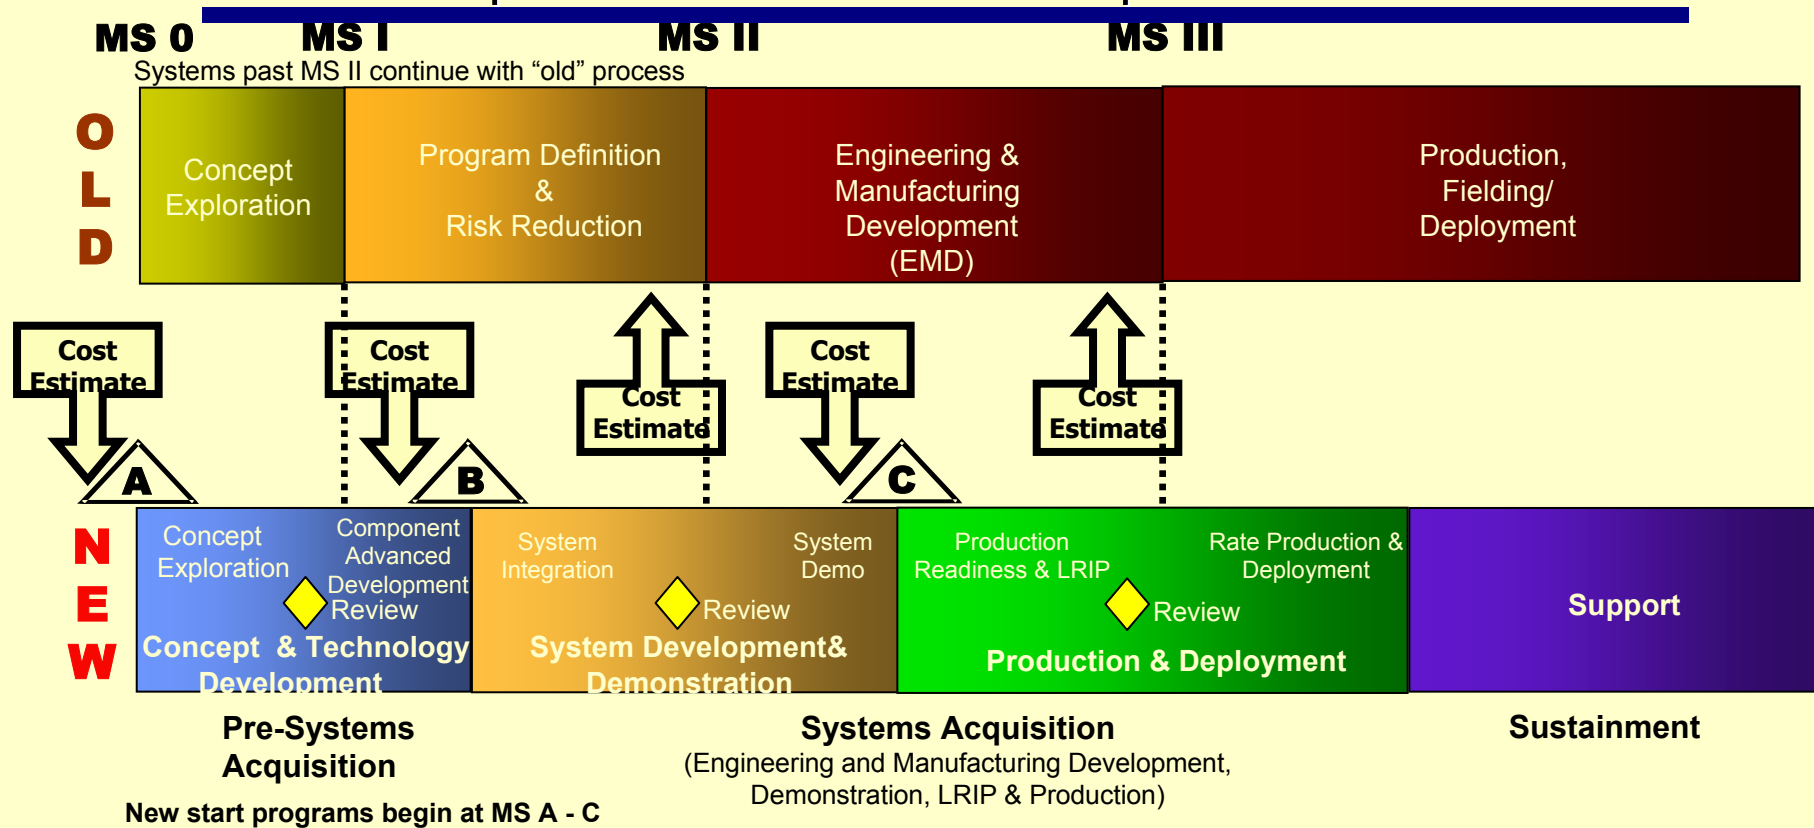 MS 0
MS I
MS II
MS III
Systems past MS II continue with “old” process
OLD
Concept
Exploration
Program Definition
&
Risk Reduction
Engineering &
Manufacturing
Development
(EMD)
Production,
Fielding/
Deployment
Cost
Estimate
Cost
Estimate
Cost
Estimate
Cost
Estimate
Cost
Estimate
A
B
C
NEW
Concept
Exploration
Component
Advanced
Development
Review
Concept & Technology
Development
System
Integration
System
Demo
Review
System Development&
Demonstration
Production
Readiness & LRIP
Rate Production &
Deployment
Review
Production & Deployment
Support
Pre-Systems
Acquisition
Systems Acquisition
(Engineering and Manufacturing Development,
Demonstration, LRIP & Production)
Sustainment
New start programs begin at MS A - C